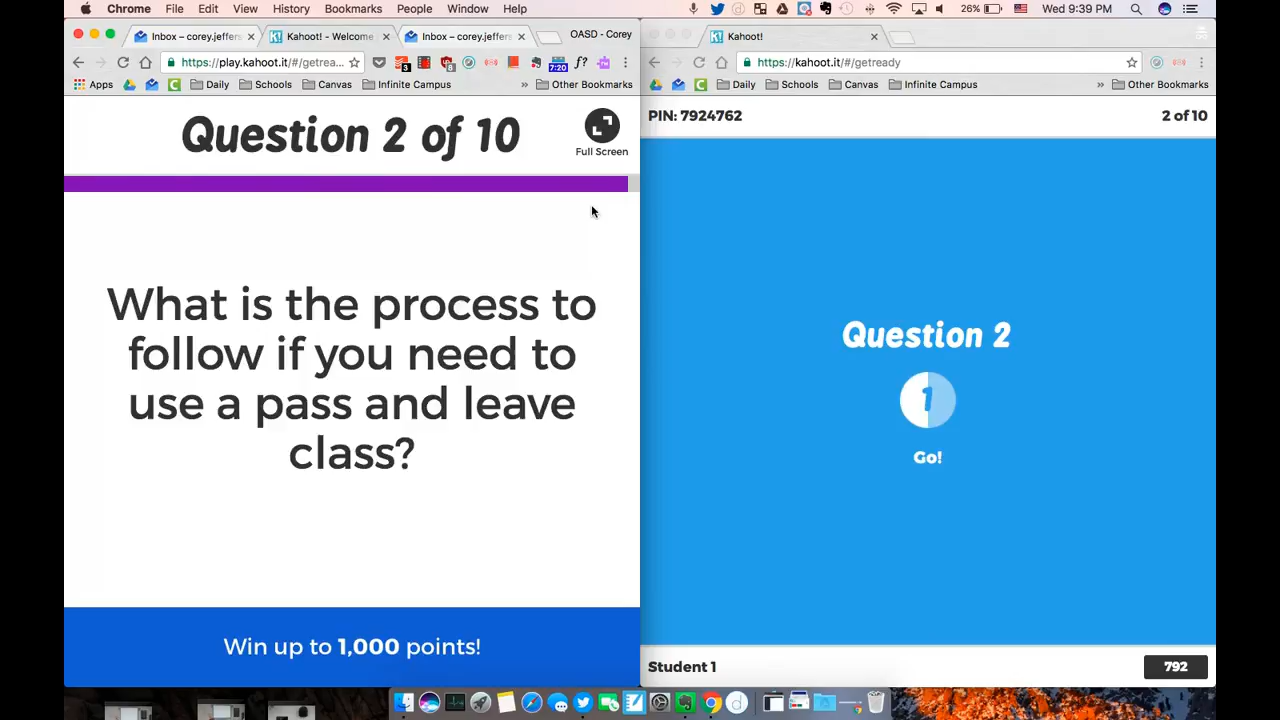 Chrome File Edit View History Bookmarks People Window Help 26% Wed 9:39 PM
Inbox – corey.jeffers Kahoot! - Welcome Inbox – corey.jeffers OASD - Corey
https://play.kahoot.it/#/getrea...
Apps Daily Schools Canvas Infinite Campus » Other Bookmarks
Question 2 of 10
Full Screen
What is the process to
follow if you need to
use a pass and leave
class?
Win up to 1,000 points!
Kahoot!
https://kahoot.it/#/getready
Daily Schools Canvas Infinite Campus » Other Bookmarks
PIN: 7924762 2 of 10
Question 2
1
Go!
Student 1 792